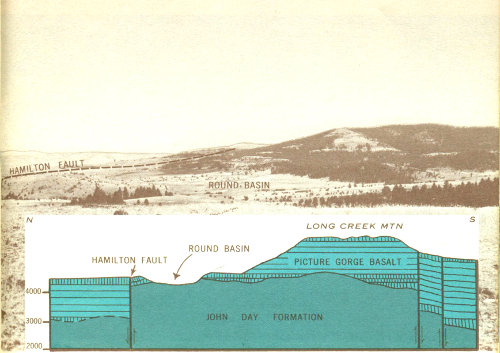 HAMILTON FAULT
ROUND BASIN
N
S
LONG CREEK MTN
ROUND BASIN
HAMILTON FAULT
PICTURE GORGE BASALT
4000
JOHN DAY FORMATION
3000
2000